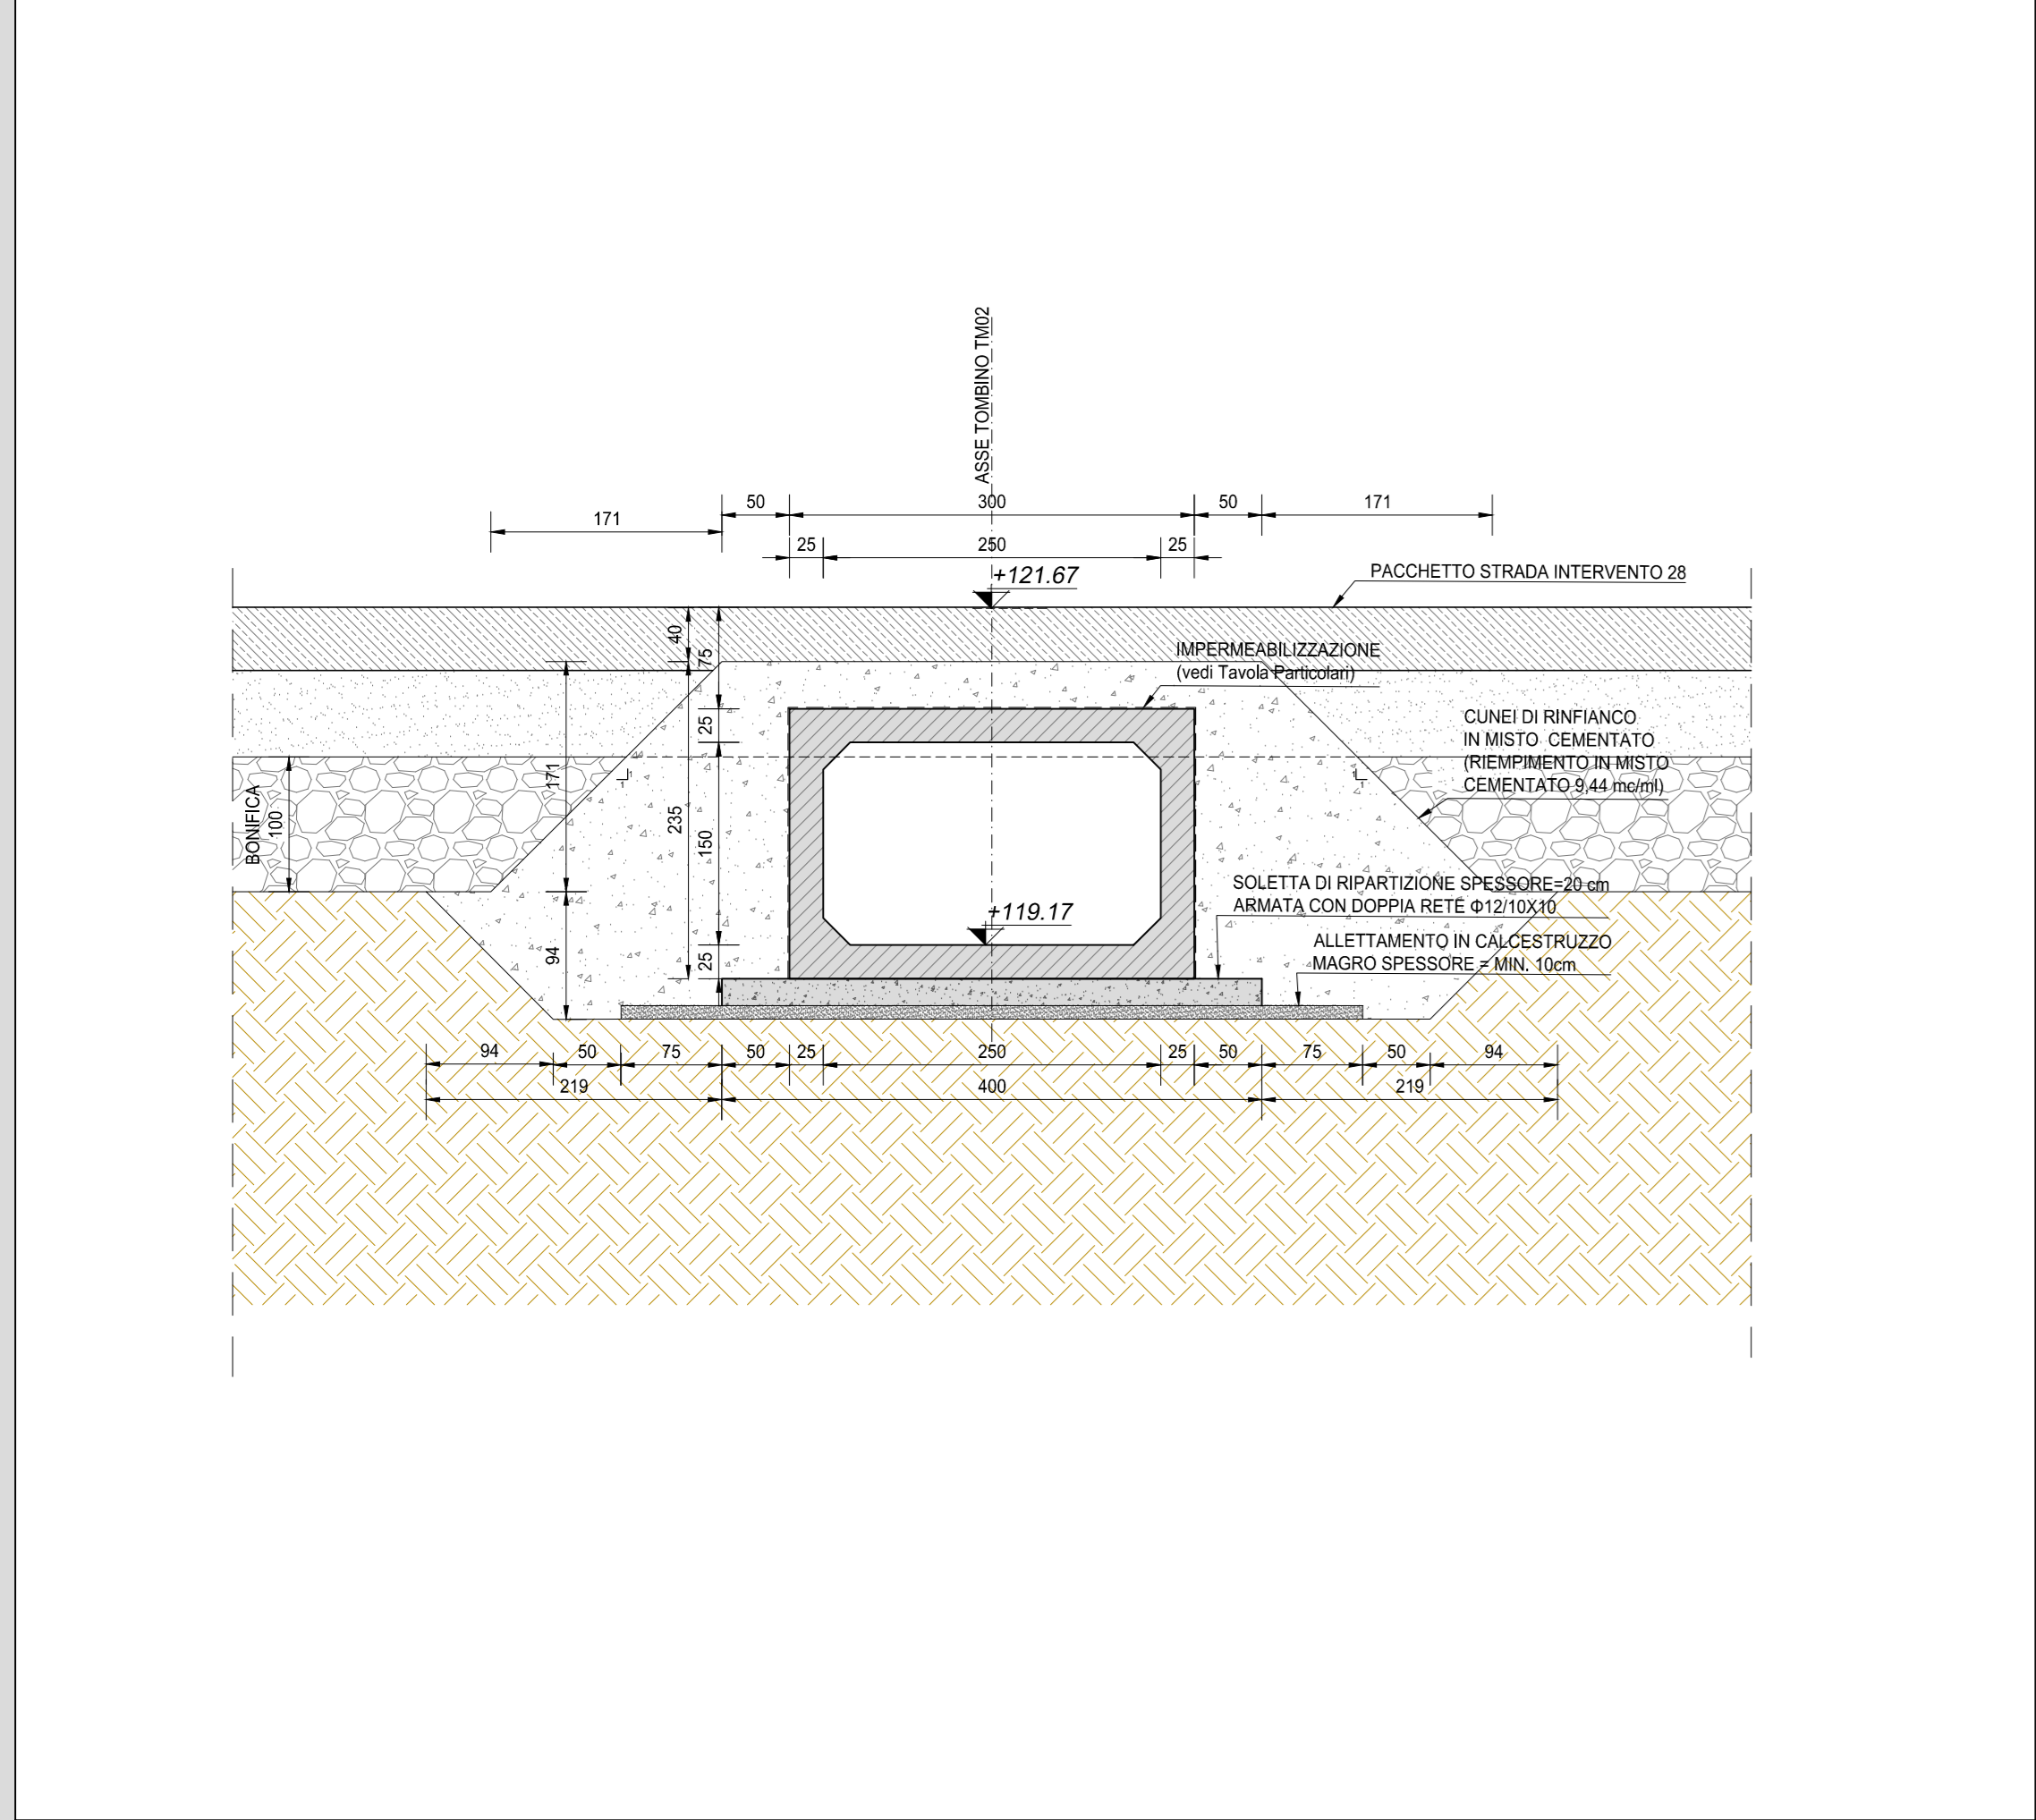 ASSE TOMBINO TM02
50
300
50
171
171
25
250
25
+121.67
PACCHETTO STRADA INTERVENTO 28
40
75
IMPERMEABILIZZAZIONE
(vedi Tavola Particolari)
25
CUNEI DI RINFIANCO
IN MISTO CEMENTATO
(RIEMPIMENTO IN MISTO
CEMENTATO 9,44 mc/ml)
1
1
1
1
BONIFICA
100
171
235
150
SOLETTA DI RIPARTIZIONE SPESSORE=20 cm
ARMATA CON DOPPIA RETE Φ12/10X10
+119.17
ALLETTAMENTO IN CALCESTRUZZO
MAGRO SPESSORE = MIN. 10cm
94
25
94
50
75
50
25
250
25
50
75
50
94
219
400
219